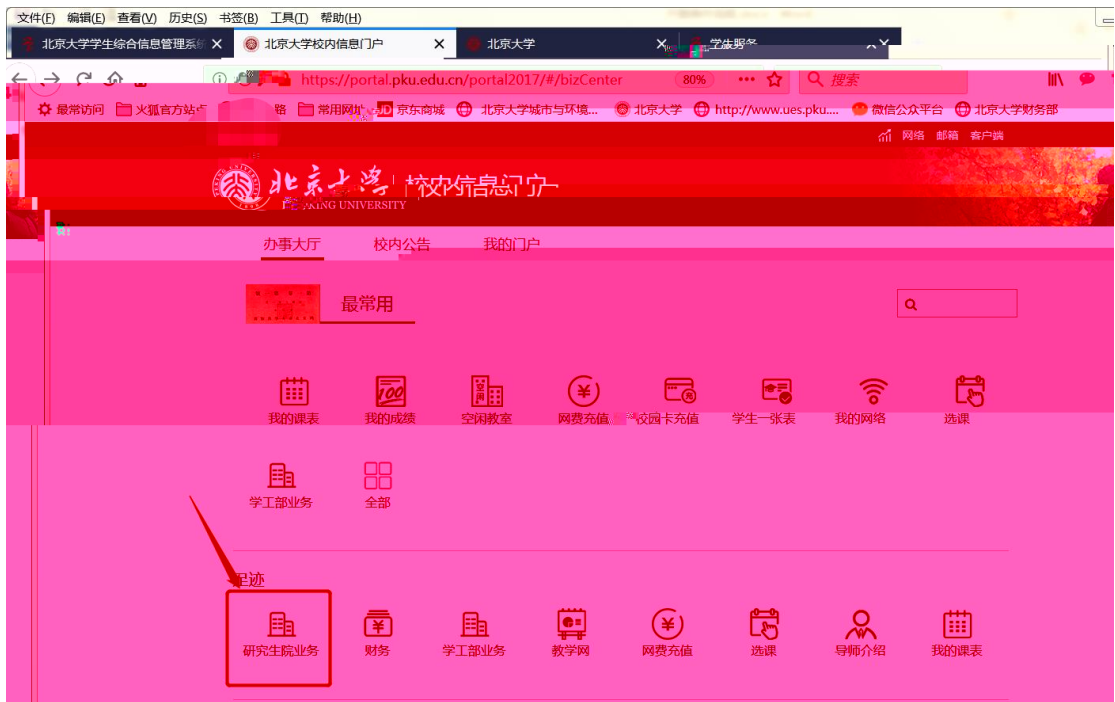 文件(F) 编辑(E) 查看(V) 历史(S) 书签(B) 工具(T) 帮助(H)
北京大学学生综合信息管理系统 北京大学校内信息门户 北京大学
https://portal.pku.edu.cn/portal2017/#/bizCenter 80% 搜索
最常访问 火狐官方站点 常用网址 JD 京东商城 北京大学城市与环境... 北京大学 http://www.ues.pku.... 微信公众平台 北京大学财务部
网络 邮箱 客户端
北京大学 校内信息门户
PEKING UNIVERSITY
办事大厅 校内公告 我的门户
最常用
我的课表 我的成绩 空闲教室 网费充值 校园卡充值 学生一张表 我的网络 选课
学工部业务 全部
足迹
研究生院业务 财务 学工部业务 教学网 网费充值 选课 导师介绍 我的课表